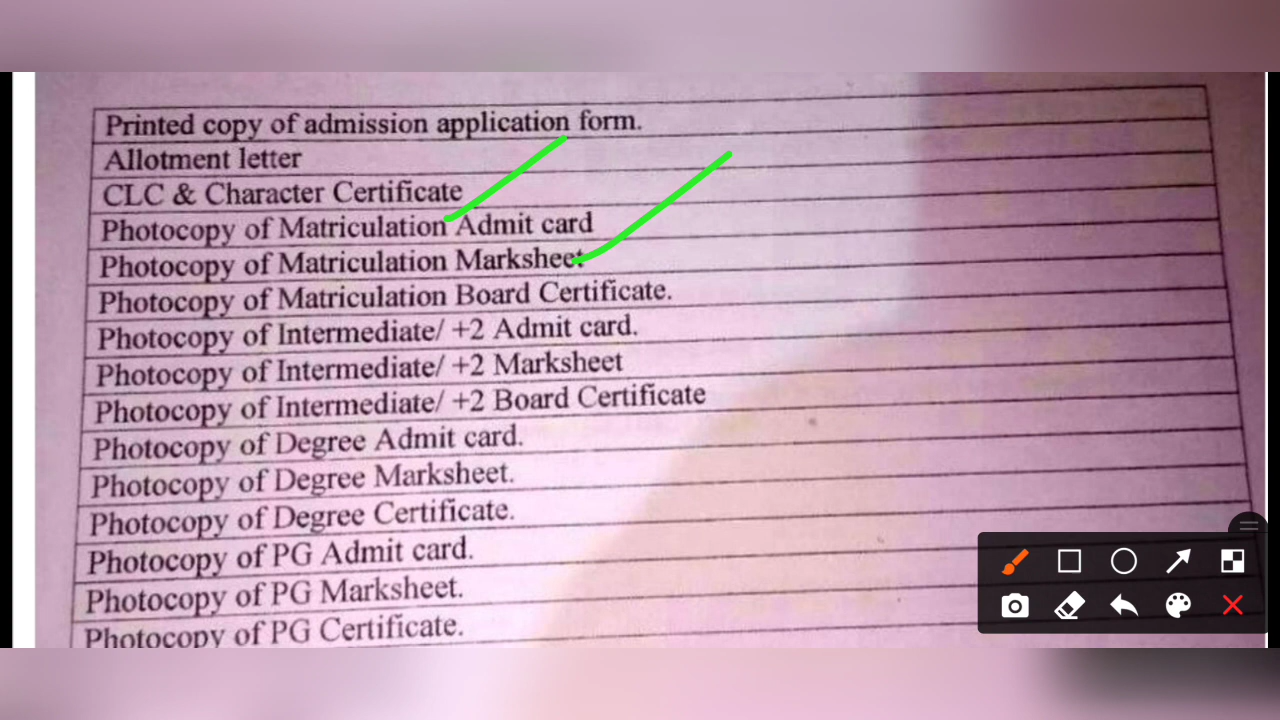 Printed copy of admission application form.
Allotment letter
CLC & Character Certificate
Photocopy of Matriculation Admit card
Photocopy of Matriculation Marksheet
Photocopy of Matriculation Board Certificate.
Photocopy of Intermediate/ +2 Admit card.
Photocopy of Intermediate/ +2 Marksheet
Photocopy of Intermediate/ +2 Board Certificate
Photocopy of Degree Admit card.
Photocopy of Degree Marksheet.
Photocopy of Degree Certificate.
Photocopy of PG Admit card.
Photocopy of PG Marksheet.
Photocopy of PG Certificate.